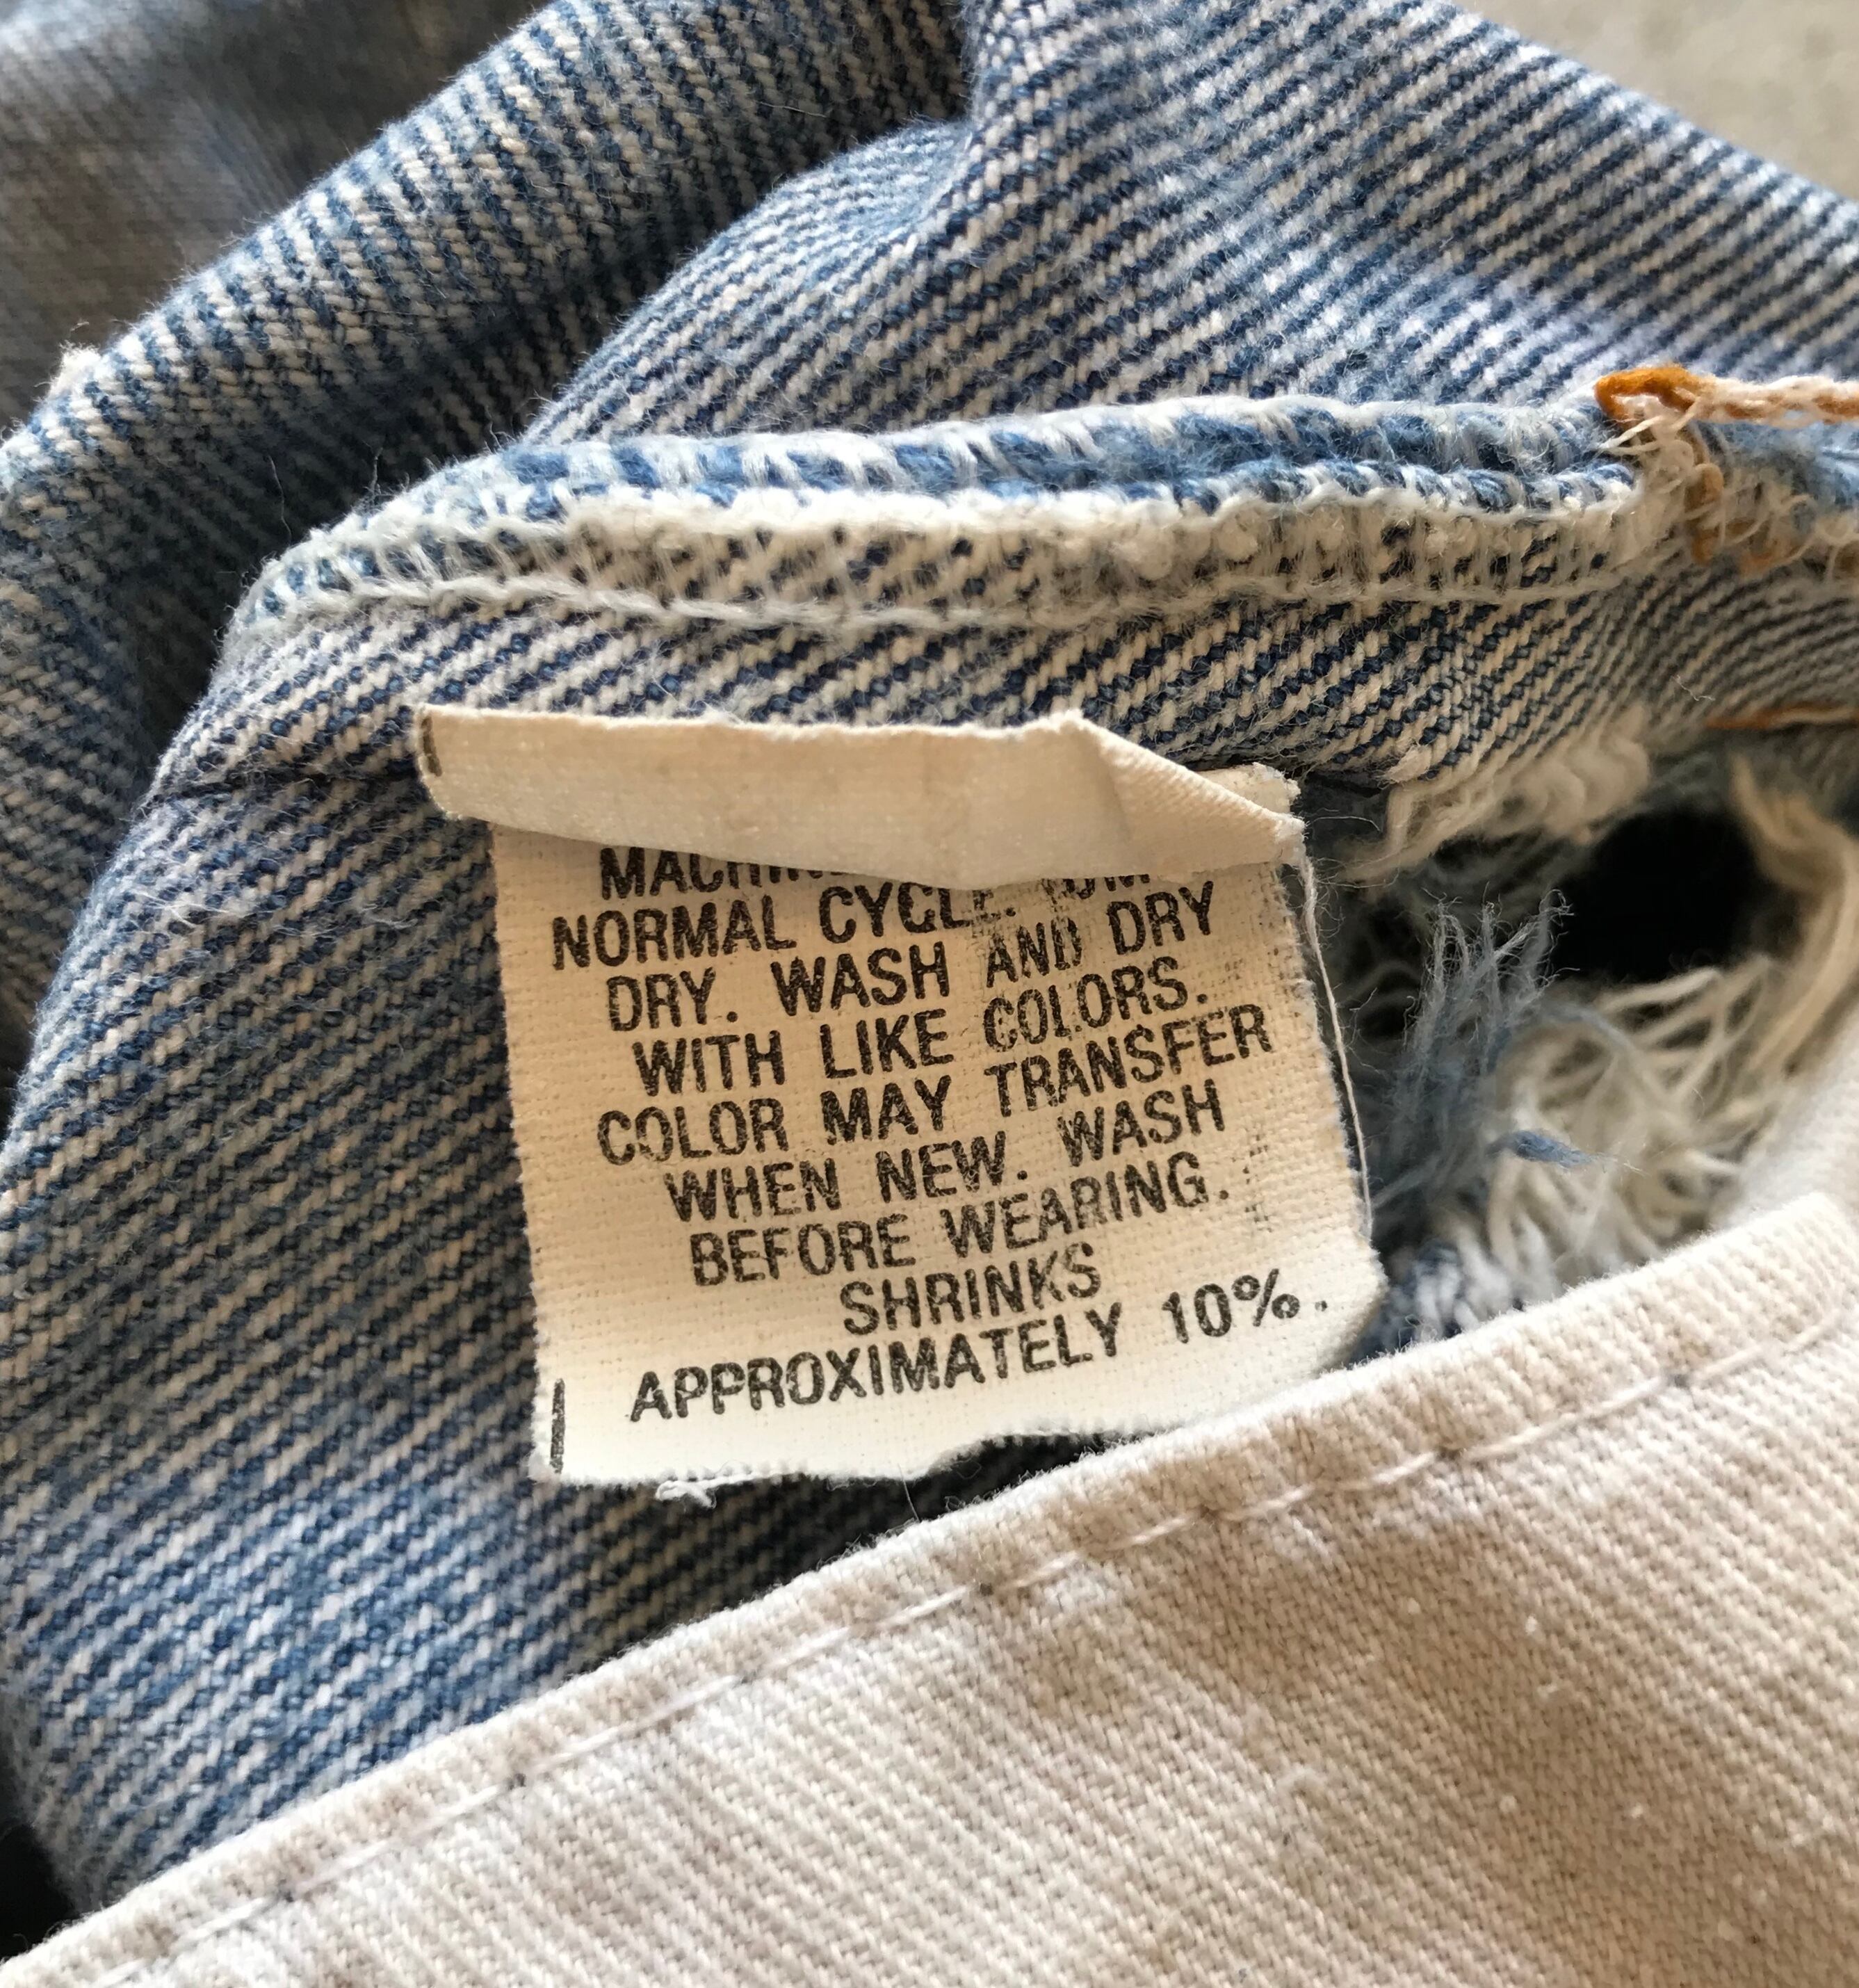 NORMAL CYCLE.
DRY. WASH AND DRY
WITH LIKE COLORS.
COLOR MAY TRANSFER
WHEN NEW. WASH
BEFORE WEARING.
SHRINKS
APPROXIMATELY 10%.